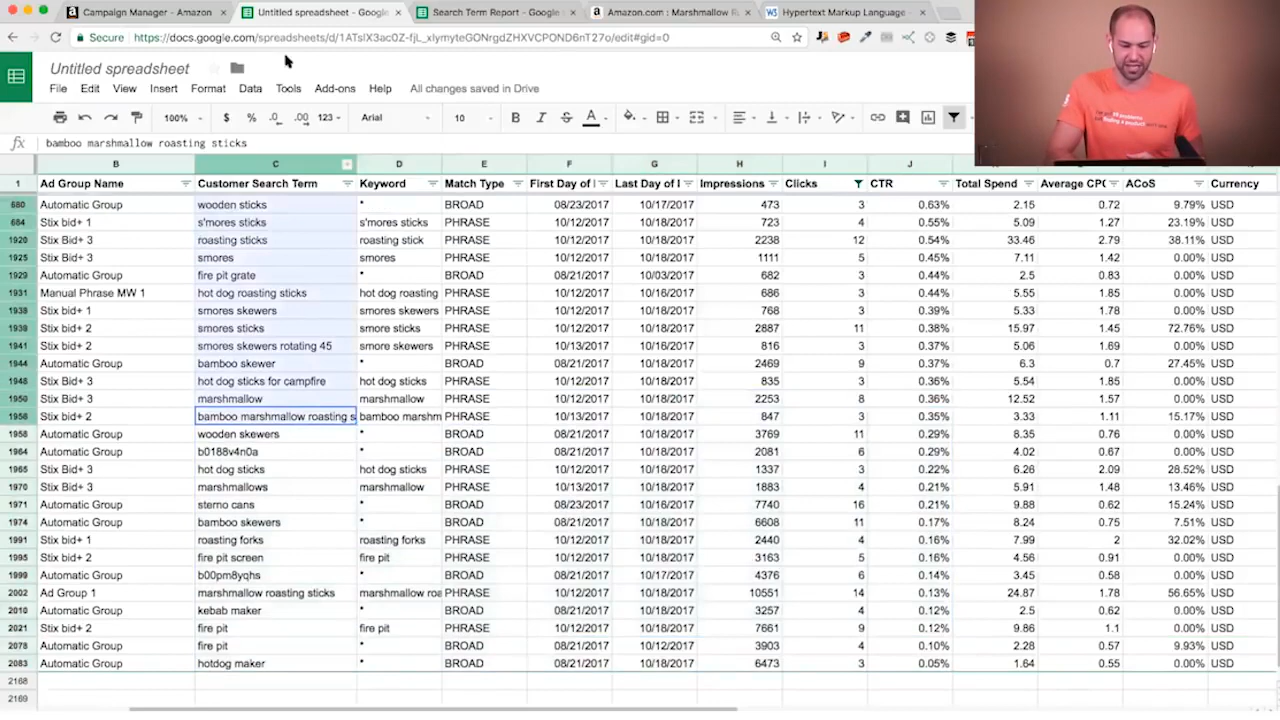 Campaign Manager - Amazon
Untitled spreadsheet - Google
Search Term Report - Google
Amazon.com : Marshmallow R
Hypertext Markup Language -
Secure https://docs.google.com/spreadsheets/d/1ATsIX3ac0Z-fjL_xIymyteGONrgdZHXVCPOND6nT27o/edit#gid=0
Untitled spreadsheet
File Edit View Insert Format Data Tools Add-ons Help All changes saved in Drive
100% $ % .0 .00 123 Arial 10 B I S A
fx bamboo marshmallow roasting sticks
B C D E F G H I J
1 Ad Group Name Customer Search Term Keyword Match Type First Day of Last Day of Impressions Clicks CTR Total Spend Average CPC ACoS Currency
680 Automatic Group wooden sticks * BROAD 08/23/2017 10/17/2017 473 3 0.63% 2.15 0.72 9.79% USD
684 Stix bid+ 1 s'mores sticks s'mores sticks PHRASE 10/12/2017 10/18/2017 723 4 0.55% 5.09 1.27 23.19% USD
1920 Stix Bid+ 3 roasting sticks roasting stick PHRASE 10/12/2017 10/18/2017 2238 12 0.54% 33.46 2.79 38.11% USD
1925 Stix Bid+ 3 smores smores PHRASE 10/12/2017 10/18/2017 1111 5 0.45% 7.11 1.42 0.00% USD
1929 Automatic Group fire pit grate * BROAD 08/21/2017 10/03/2017 682 3 0.44% 2.5 0.83 0.00% USD
1931 Manual Phrase MW 1 hot dog roasting sticks hot dog roasting PHRASE 10/12/2017 10/16/2017 686 3 0.44% 5.55 1.85 0.00% USD
1938 Stix bid+ 1 smores skewers smores skewers PHRASE 10/12/2017 10/18/2017 768 3 0.39% 5.33 1.78 0.00% USD
1939 Stix bid+ 2 smores sticks smore sticks PHRASE 10/12/2017 10/18/2017 2887 11 0.38% 15.97 1.45 72.76% USD
1941 Stix bid+ 2 smores skewers rotating 45 smore skewers PHRASE 10/13/2017 10/16/2017 816 3 0.37% 5.06 1.69 0.00% USD
1944 Automatic Group bamboo skewer * BROAD 08/21/2017 10/18/2017 2469 9 0.37% 6.3 0.7 27.45% USD
1948 Stix Bid+ 3 hot dog sticks for campfire hot dog sticks PHRASE 10/12/2017 10/18/2017 835 3 0.36% 5.54 1.85 0.00% USD
1950 Stix Bid+ 3 marshmallow marshmallow PHRASE 10/12/2017 10/18/2017 2253 8 0.36% 12.52 1.57 0.00% USD
1956 Stix bid+ 2 bamboo marshmallow roasting s bamboo marshm PHRASE 10/13/2017 10/18/2017 847 3 0.35% 3.33 1.11 15.17% USD
1958 Automatic Group wooden skewers * BROAD 08/21/2017 10/18/2017 3769 11 0.29% 8.35 0.76 0.00% USD
1964 Automatic Group b0188v4n0a * BROAD 08/21/2017 10/18/2017 2081 6 0.29% 4.02 0.67 0.00% USD
1965 Stix Bid+ 3 hot dog sticks hot dog sticks PHRASE 10/12/2017 10/16/2017 1337 3 0.22% 6.26 2.09 28.52% USD
1970 Stix Bid+ 3 marshmallows marshmallow PHRASE 10/13/2017 10/18/2017 1883 4 0.21% 5.91 1.48 13.46% USD
1971 Automatic Group sterno cans * BROAD 08/23/2017 10/16/2017 7740 16 0.21% 9.88 0.62 15.24% USD
1974 Automatic Group bamboo skewers * BROAD 08/21/2017 10/18/2017 6608 11 0.17% 8.24 0.75 7.51% USD
1991 Stix bid+ 1 roasting forks roasting forks PHRASE 10/12/2017 10/18/2017 2440 4 0.16% 7.99 2 32.02% USD
1995 Stix bid+ 2 fire pit screen fire pit PHRASE 10/12/2017 10/18/2017 3163 5 0.16% 4.56 0.91 0.00% USD
1999 Automatic Group b00pm8yqhs * BROAD 08/21/2017 10/17/2017 4376 6 0.14% 3.45 0.58 0.00% USD
2002 Ad Group 1 marshmallow roasting sticks marshmallow roa PHRASE 10/12/2017 10/18/2017 10551 14 0.13% 24.87 1.78 56.65% USD
2010 Automatic Group kebab maker * BROAD 08/21/2017 10/18/2017 3257 4 0.12% 2.5 0.62 0.00% USD
2021 Stix bid+ 2 fire pit fire pit PHRASE 10/12/2017 10/18/2017 7661 9 0.12% 9.86 1.1 0.00% USD
2078 Automatic Group fire pit * BROAD 08/21/2017 10/12/2017 3903 4 0.10% 2.28 0.57 9.93% USD
2083 Automatic Group hotdog maker * BROAD 08/21/2017 10/18/2017 6473 3 0.05% 1.64 0.55 0.00% USD
2168
2169